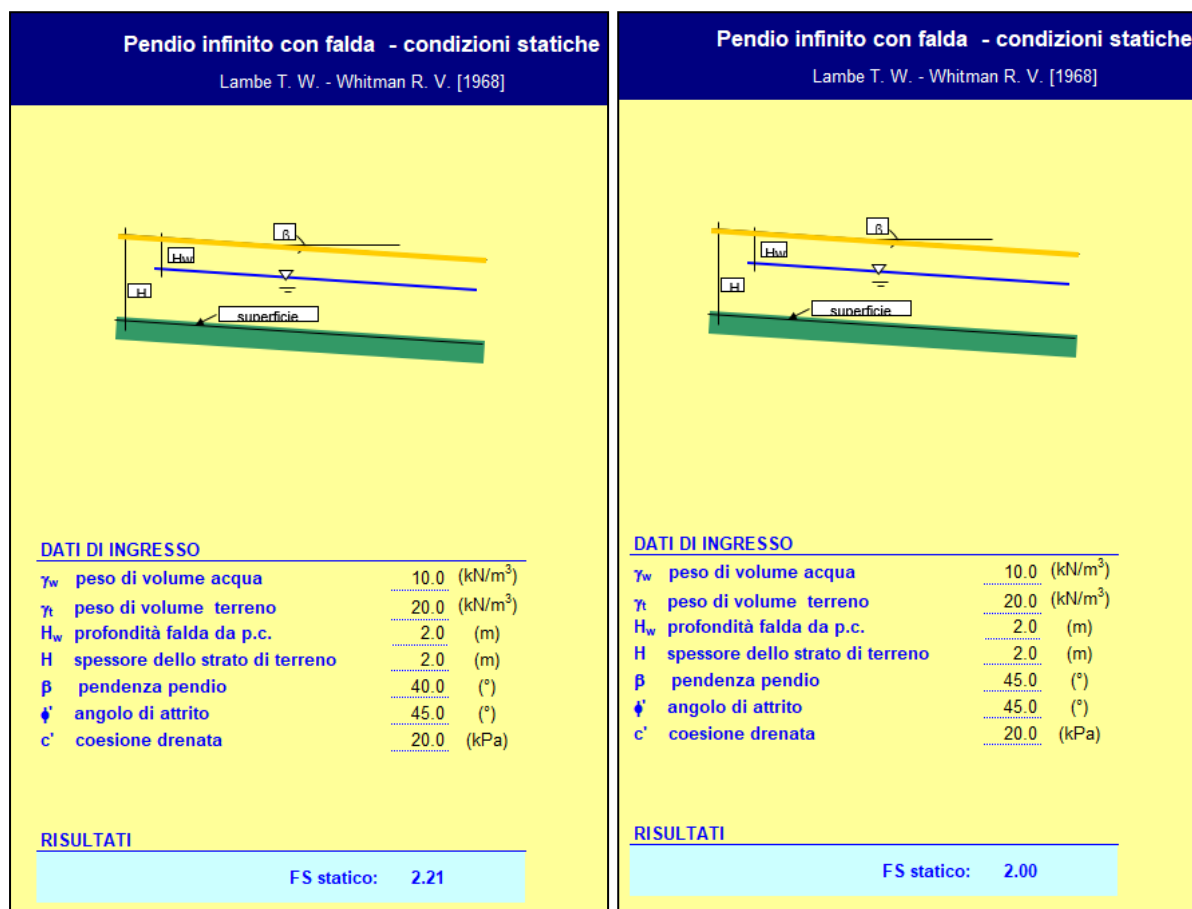 Pendio infinito con falda - condizioni statiche
Lambe T. W. - Whitman R. V. [1968]
β
Hw
H
superficie
DATI DI INGRESSO
γw peso di volume acqua 10.0 (kN/m³)
γt peso di volume terreno 20.0 (kN/m³)
Hw profondità falda da p.c. 2.0 (m)
H spessore dello strato di terreno 2.0 (m)
β pendenza pendio 40.0 (°)
ϕ' angolo di attrito 45.0 (°)
c' coesione drenata 20.0 (kPa)
RISULTATI
FS statico: 2.21
Pendio infinito con falda - condizioni statiche
Lambe T. W. - Whitman R. V. [1968]
β
Hw
H
superficie
DATI DI INGRESSO
γw peso di volume acqua 10.0 (kN/m³)
γt peso di volume terreno 20.0 (kN/m³)
Hw profondità falda da p.c. 2.0 (m)
H spessore dello strato di terreno 2.0 (m)
β pendenza pendio 45.0 (°)
ϕ' angolo di attrito 45.0 (°)
c' coesione drenata 20.0 (kPa)
RISULTATI
FS statico: 2.00